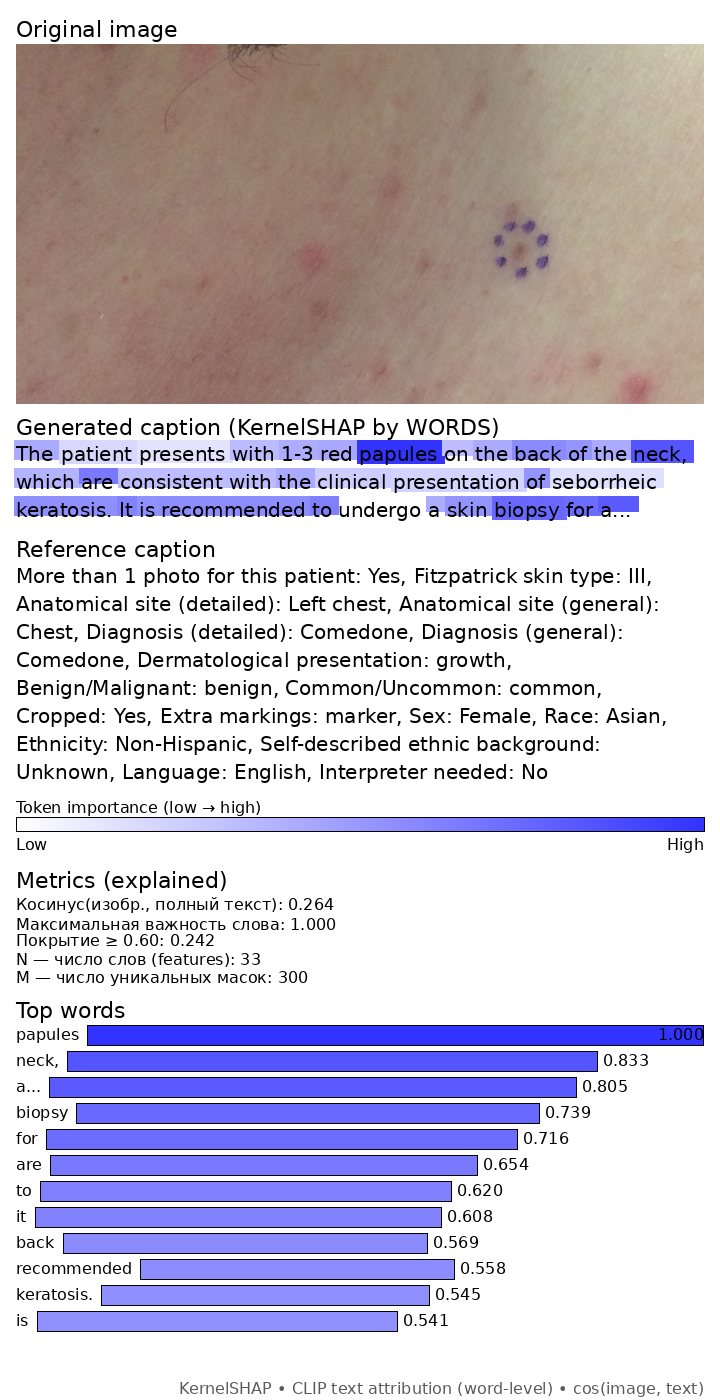 Original image
Generated caption (KernelSHAP by WORDS)
The patient presents with 1-3 red papules on the back of the neck,
which are consistent with the clinical presentation of seborrheic
keratosis. It is recommended to undergo a skin biopsy for a...
Reference caption
More than 1 photo for this patient: Yes, Fitzpatrick skin type: III,
Anatomical site (detailed): Left chest, Anatomical site (general):
Chest, Diagnosis (detailed): Comedone, Diagnosis (general):
Comedone, Dermatological presentation: growth,
Benign/Malignant: benign, Common/Uncommon: common,
Cropped: Yes, Extra markings: marker, Sex: Female, Race: Asian,
Ethnicity: Non-Hispanic, Self-described ethnic background:
Unknown, Language: English, Interpreter needed: No
Token importance (low → high)
Low High
Metrics (explained)
Косинус(изобр., полный текст): 0.264
Максимальная важность слова: 1.000
Покрытие ≥ 0.60: 0.242
N — число слов (features): 33
M — число уникальных масок: 300
Top words
papules 1.000
neck, 0.833
a... 0.805
biopsy 0.739
for 0.716
are 0.654
to 0.620
it 0.608
back 0.569
recommended 0.558
keratosis. 0.545
is 0.541
KernelSHAP • CLIP text attribution (word-level) • cos(image, text)